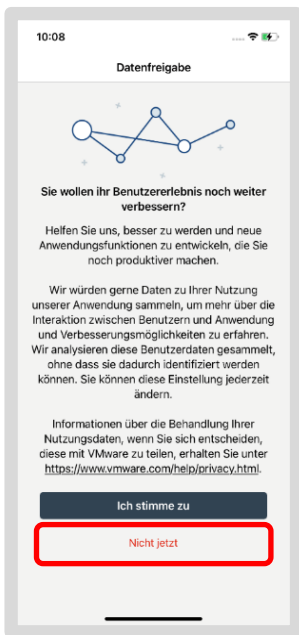 10:08
Datenfreigabe
Sie wollen ihr Benutzererlebnis noch weiter
verbessern?
Helfen Sie uns, besser zu werden und neue
Anwendungsfunktionen zu entwickeln, die Sie
noch produktiver machen.
Wir würden gerne Daten zu Ihrer Nutzung
unserer Anwendung sammeln, um mehr über die
Interaktion zwischen Benutzern und Anwendung
und Verbesserungsmöglichkeiten zu erfahren.
Wir analysieren diese Benutzerdaten gesammelt,
ohne dass sie dadurch identifiziert werden
können. Sie können diese Einstellung jederzeit
ändern.
Informationen über die Behandlung Ihrer
Nutzungsdaten, wenn Sie sich entscheiden,
diese mit VMware zu teilen, erhalten Sie unter
https://www.vmware.com/help/privacy.html.
Ich stimme zu
Nicht jetzt